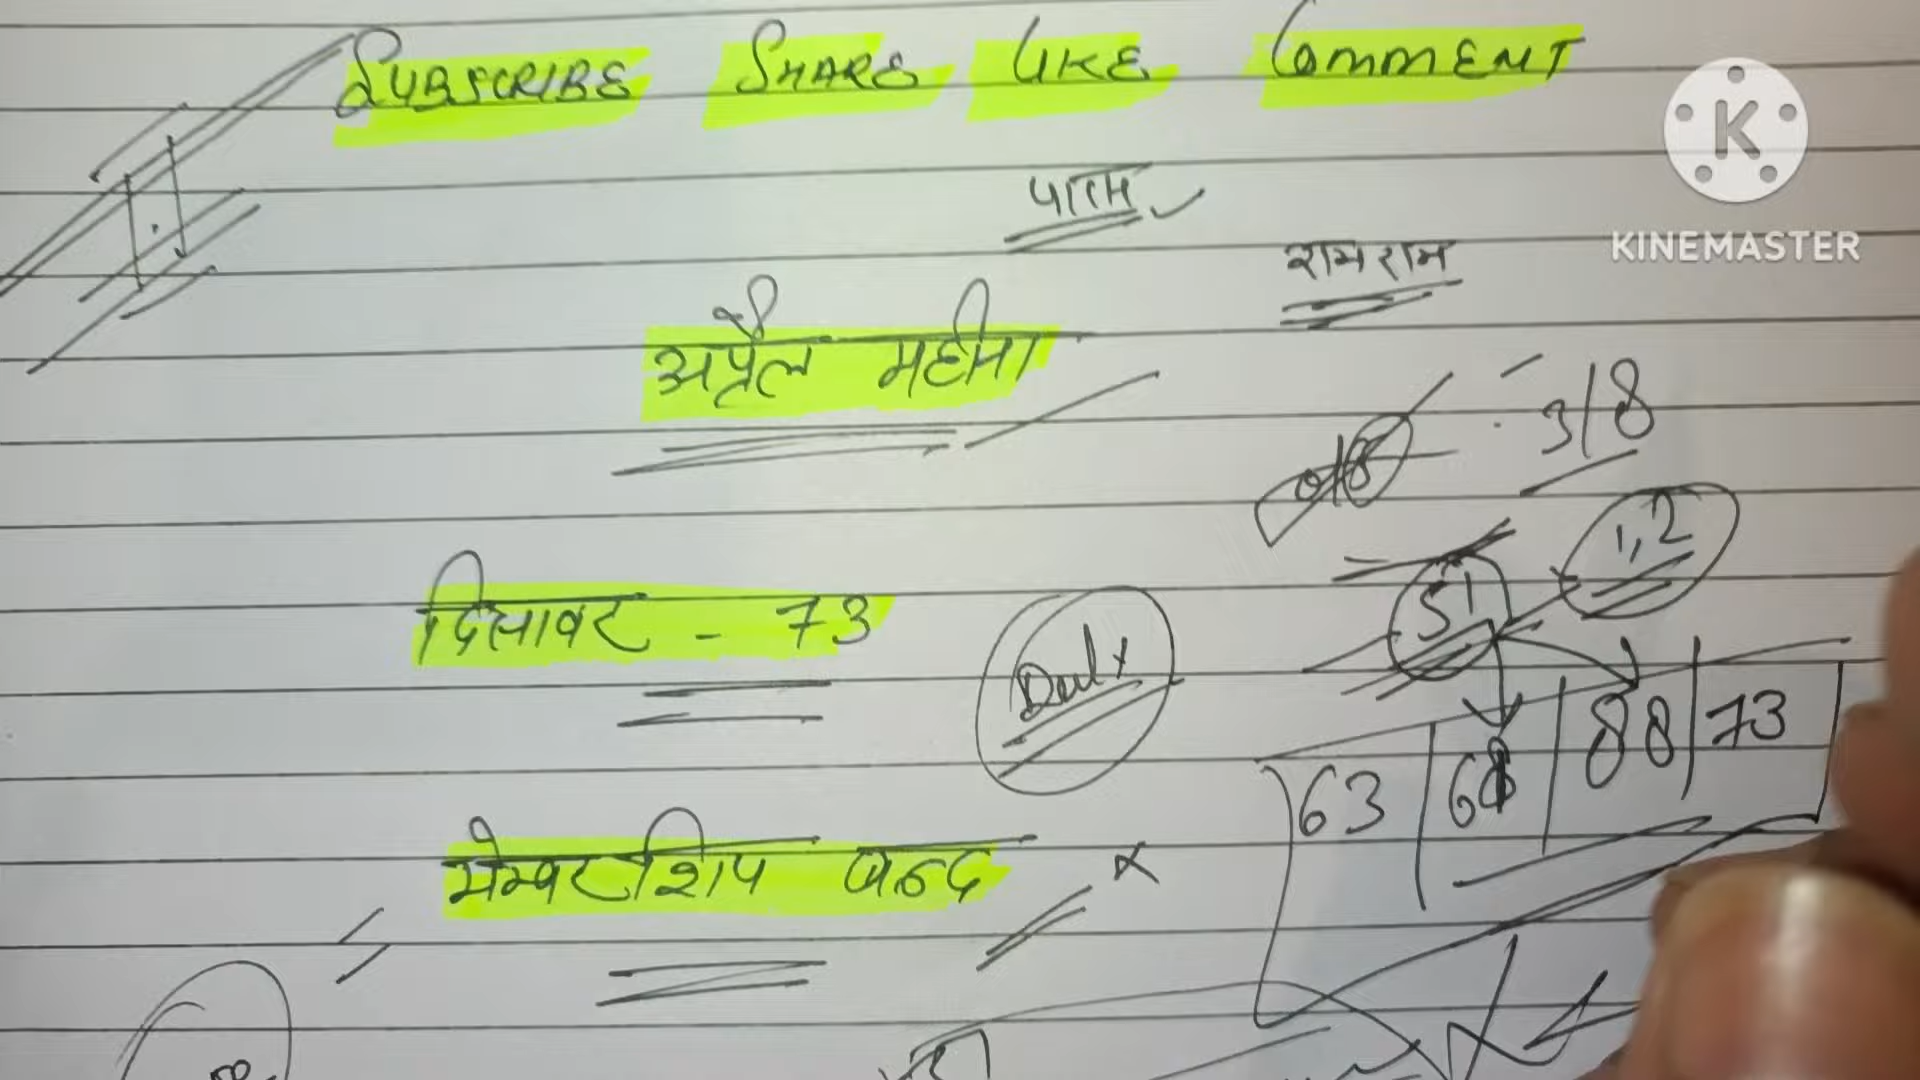 SUBSCRIBE SHARE LIKE COMMENT
K
KINEMASTER
राम राम
अप्रैल महीना
3/8
1,2
51
दिसावर - 73
63 | 68 | 88 | 73
मेम्बरशिप बन्द x